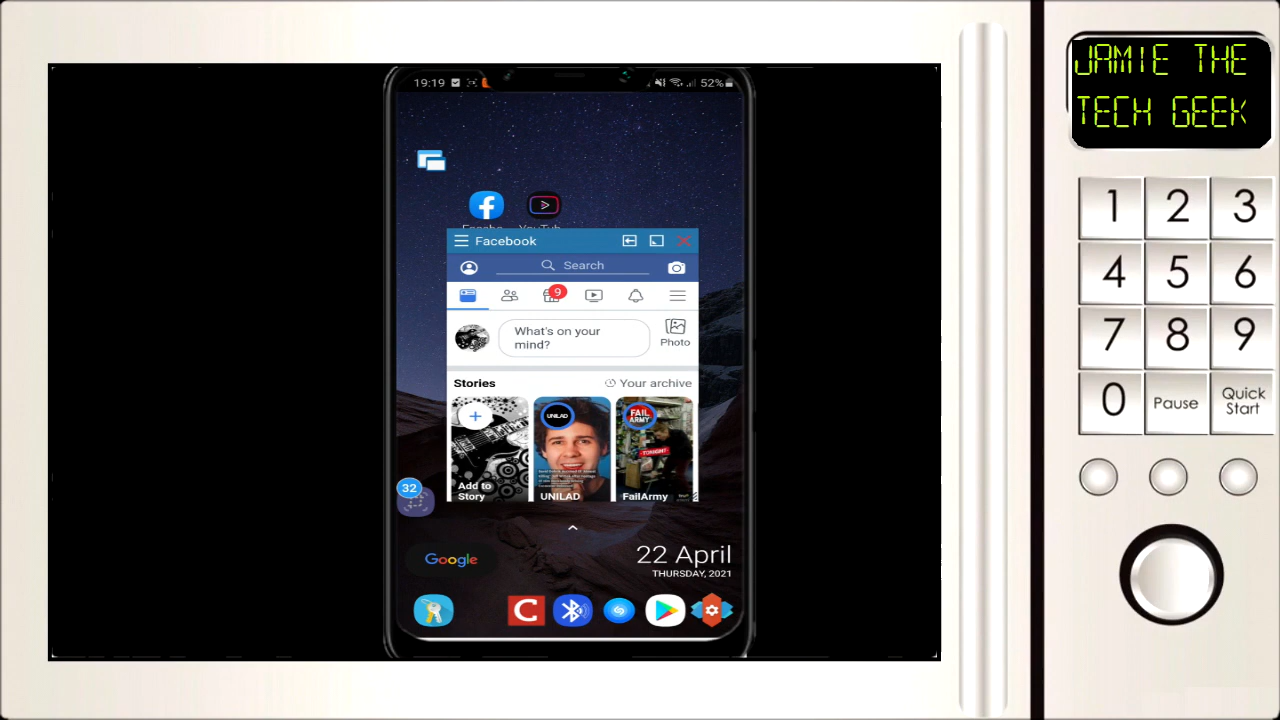 JAMIE THE
TECH GEEK
19:19
52%
Facebook
Search
9
What's on your
mind?
Photo
Stories
Your archive
UNILAD
FAIL
ARMY
TONIGHT
Add to
Story
UNILAD
FailArmy
32
Google
22 April
THURSDAY, 2021
C
1 2 3
4 5 6
7 8 9
0 Pause Quick
Start